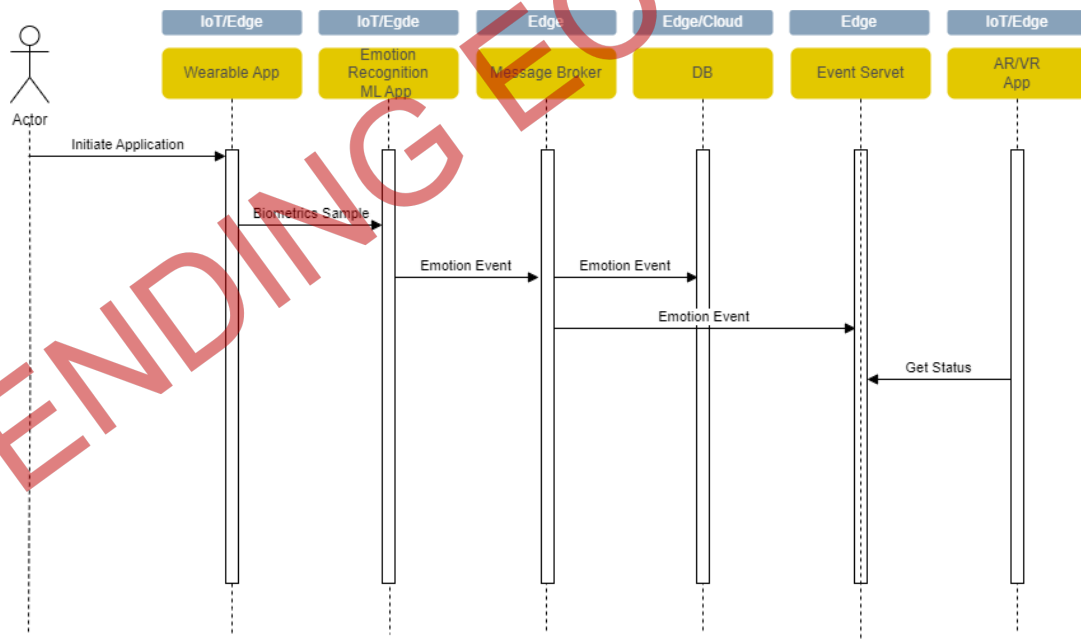 IoT/Edge
IoT/Egde
Edge
Edge/Cloud
Edge
IoT/Edge
Wearable App
Emotion
Recognition
ML App
Message Broker
DB
Event Servet
AR/VR
App
Actor
Initiate Application
Biometrics Sample
Emotion Event
Emotion Event
Emotion Event
Get Status
ENDING EC